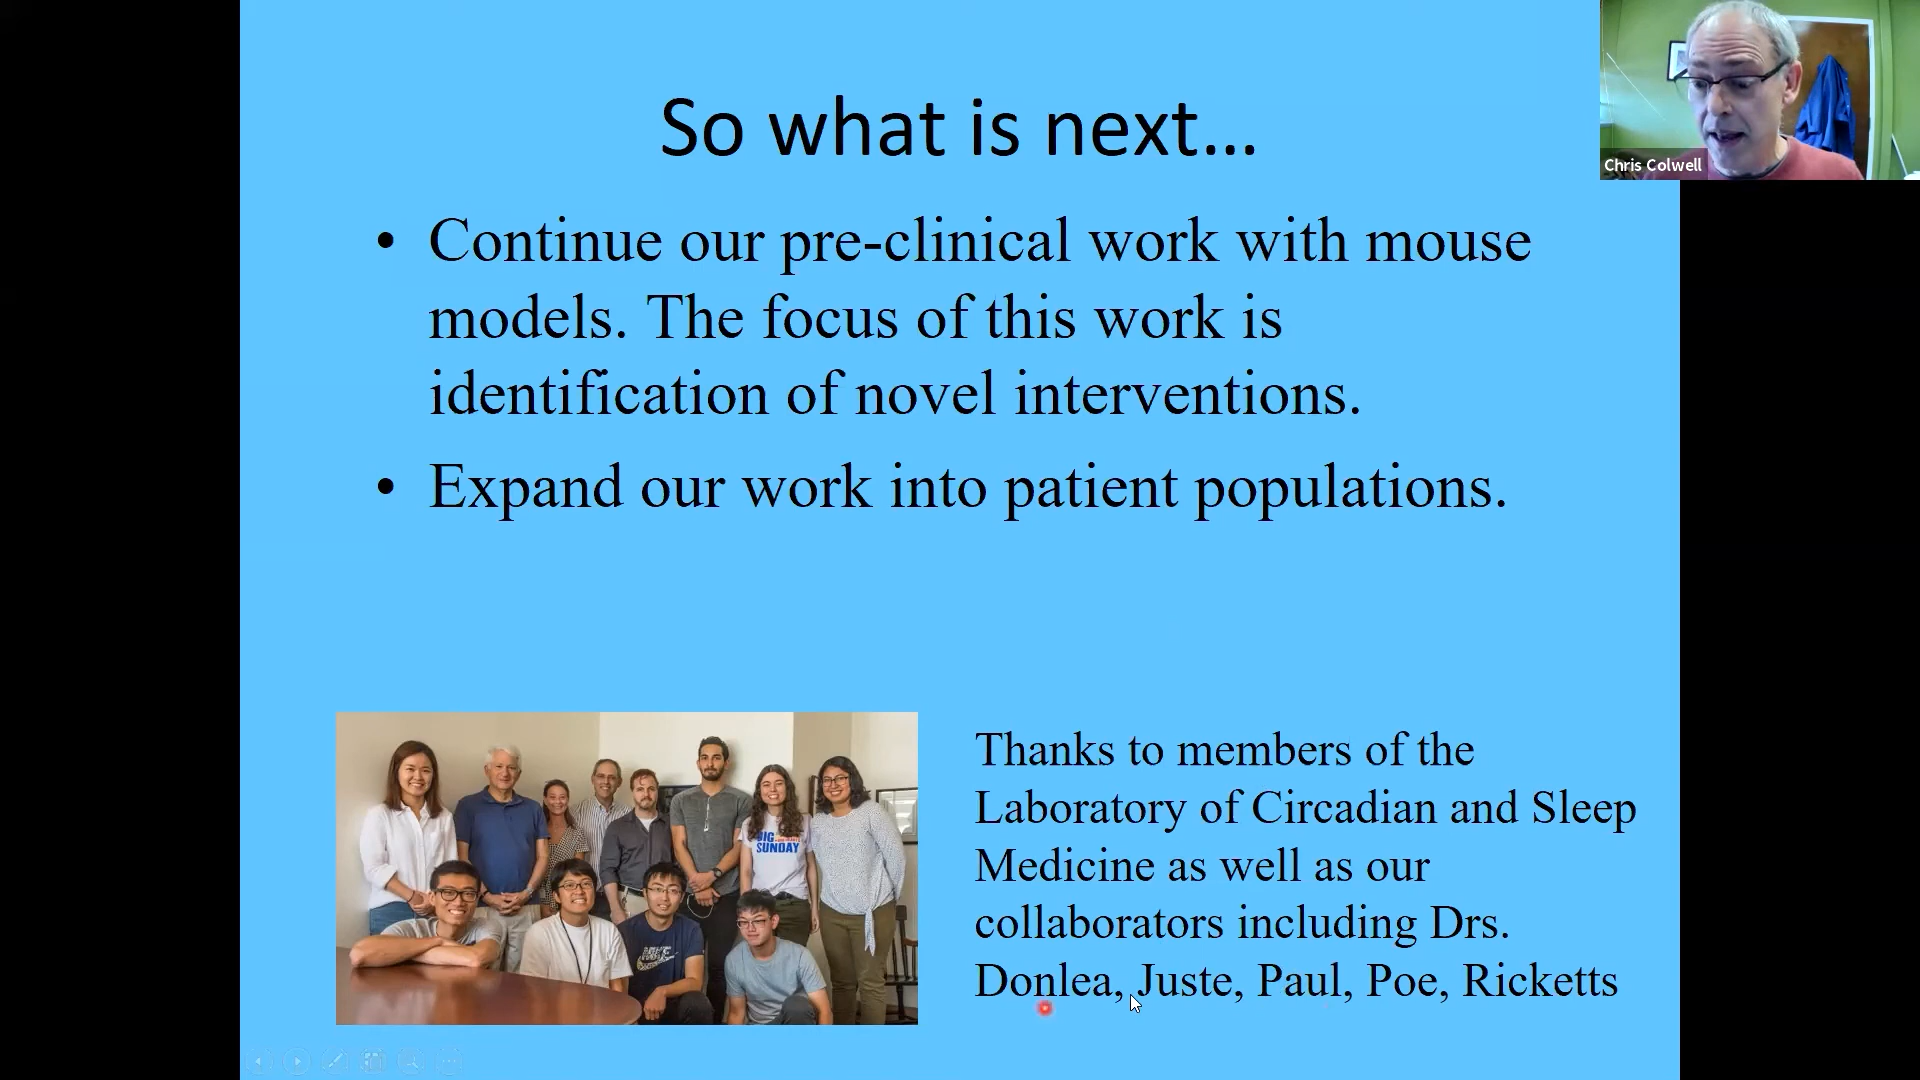 So what is next...
• Continue our pre-clinical work with mouse
models. The focus of this work is
identification of novel interventions.
• Expand our work into patient populations.
Thanks to members of the
Laboratory of Circadian and Sleep
Medicine as well as our
collaborators including Drs.
Donlea, Juste, Paul, Poe, Ricketts
Chris Colwell
BIG
SUNDAY